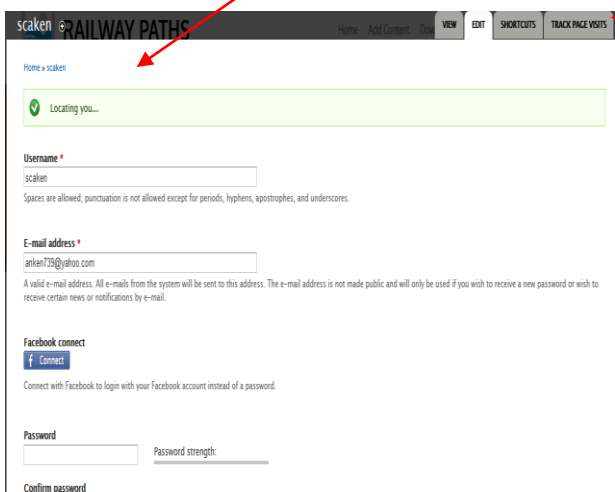 scaken
RAILWAY PATHS
Home Add Content Dow
VIEW EDIT SHORTCUTS TRACK PAGE VISITS
Home » scaken
Locating you...
Username *
scaken
Spaces are allowed; punctuation is not allowed except for periods, hyphens, apostrophes, and underscores.
E-mail address *
anken739@yahoo.com
A valid e-mail address. All e-mails from the system will be sent to this address. The e-mail address is not made public and will only be used if you wish to receive a new password or wish to
receive certain news or notifications by e-mail.
Facebook connect
f Connect
Connect with Facebook to login with your Facebook account instead of a password.
Password
Password strength:
Confirm password